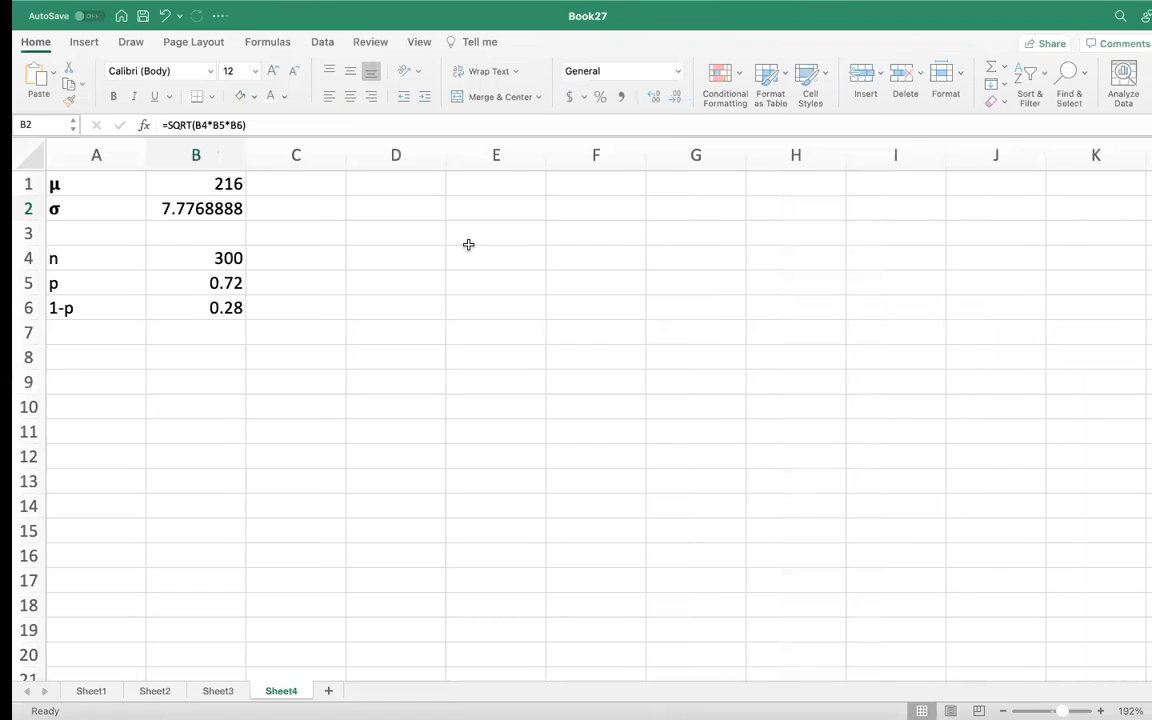 AutoSave OFF Book27
Home Insert Draw Page Layout Formulas Data Review View Tell me Share Comments
Paste Calibri (Body) 12 A A Wrap Text General Conditional Formatting Format as Table Cell Styles Insert Delete Format Sort & Filter Find & Select Analyze Data
B I U A Merge & Center $ % ,
B2 fx =SQRT(B4*B5*B6)
A B C D E F G H I J K
1 μ 216
2 σ 7.7768888
3
4 n 300
5 p 0.72
6 1-p 0.28
7
8
9
10
11
12
13
14
15
16
17
18
19
20
21
Sheet1 Sheet2 Sheet3 Sheet4 +
Ready 192%